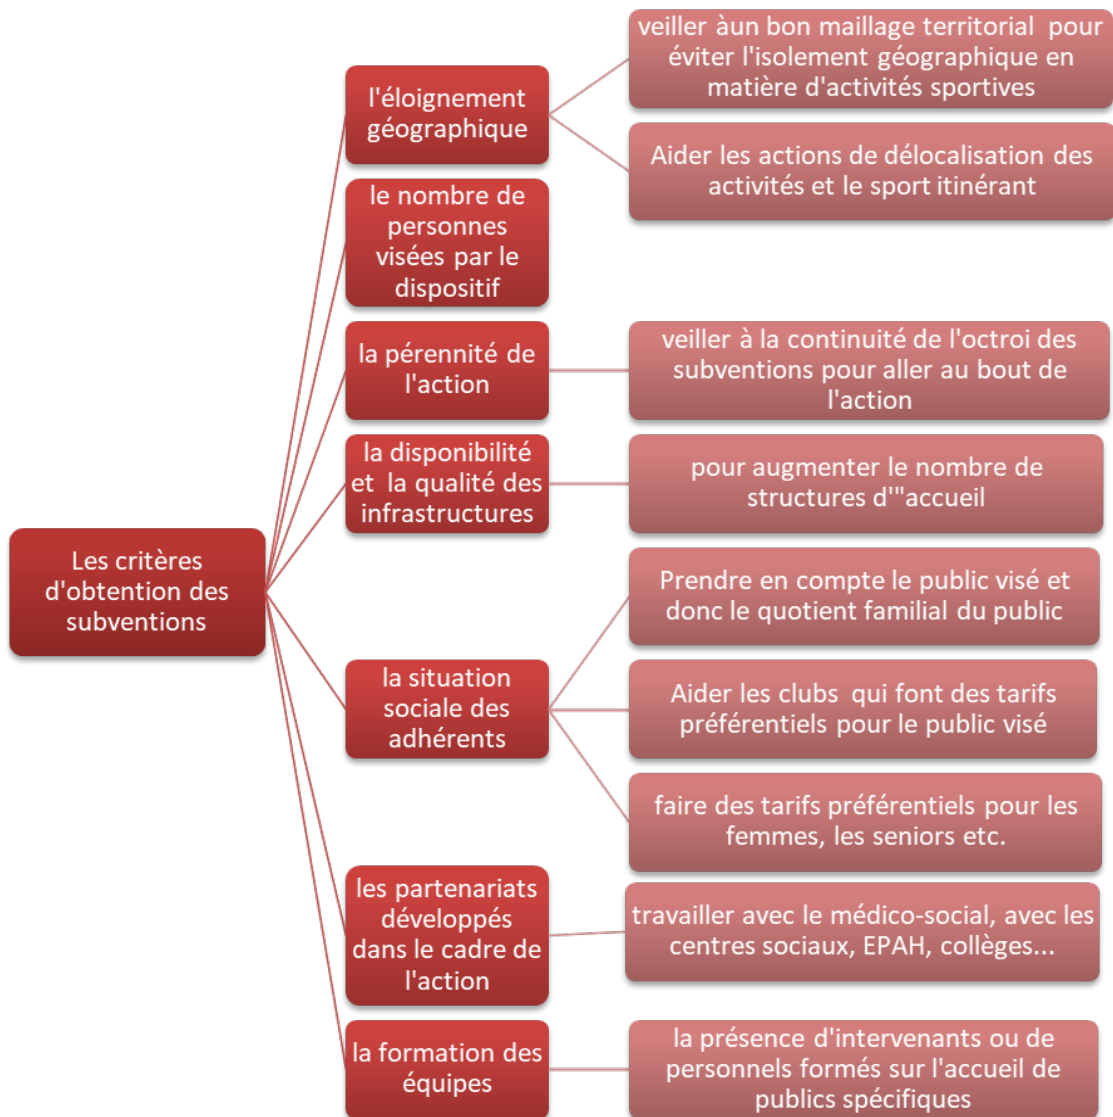 Les critères
d'obtention des
subventions
l'éloignement
géographique
veiller àun bon maillage territorial pour
éviter l'isolement géographique en
matière d'activités sportives
Aider les actions de délocalisation des
activités et le sport itinérant
le nombre de
personnes
visées par le
dispositif
la pérennité de
l'action
veiller à la continuité de l'octroi des
subventions pour aller au bout de
l'action
la disponibilité
et la qualité des
infrastructures
pour augmenter le nombre de
structures d'"accueil
la situation
sociale des
adhérents
Prendre en compte le public visé et
donc le quotient familial du public
Aider les clubs qui font des tarifs
préférentiels pour le public visé
faire des tarifs préférentiels pour les
femmes, les seniors etc.
les partenariats
développés
dans le cadre de
l'action
travailler avec le médico-social, avec les
centres sociaux, EPAH, collèges...
la formation des
équipes
la présence d'intervenants ou de
personnels formés sur l'accueil de
publics spécifiques